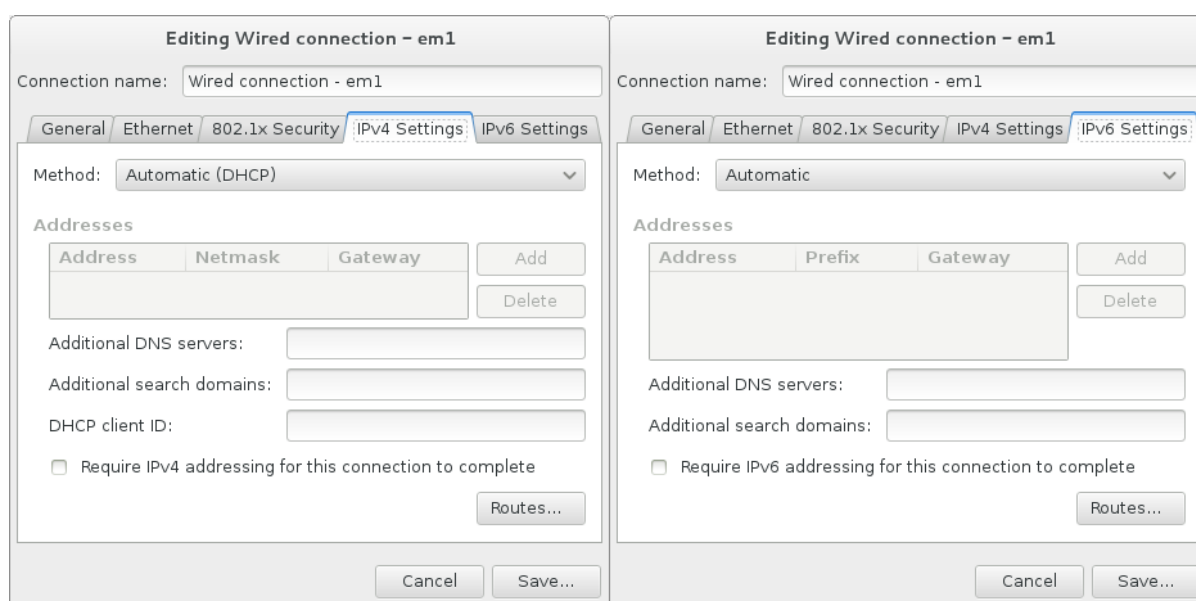 Editing Wired connection – em1
Connection name: Wired connection - em1
General Ethernet 802.1x Security IPv4 Settings IPv6 Settings
Method: Automatic (DHCP)
Addresses
Address Netmask Gateway Add
Delete
Additional DNS servers:
Additional search domains:
DHCP client ID:
Require IPv4 addressing for this connection to complete
Routes...
Cancel Save...
Editing Wired connection – em1
Connection name: Wired connection - em1
General Ethernet 802.1x Security IPv4 Settings IPv6 Settings
Method: Automatic
Addresses
Address Prefix Gateway Add
Delete
Additional DNS servers:
Additional search domains:
Require IPv6 addressing for this connection to complete
Routes...
Cancel Save...